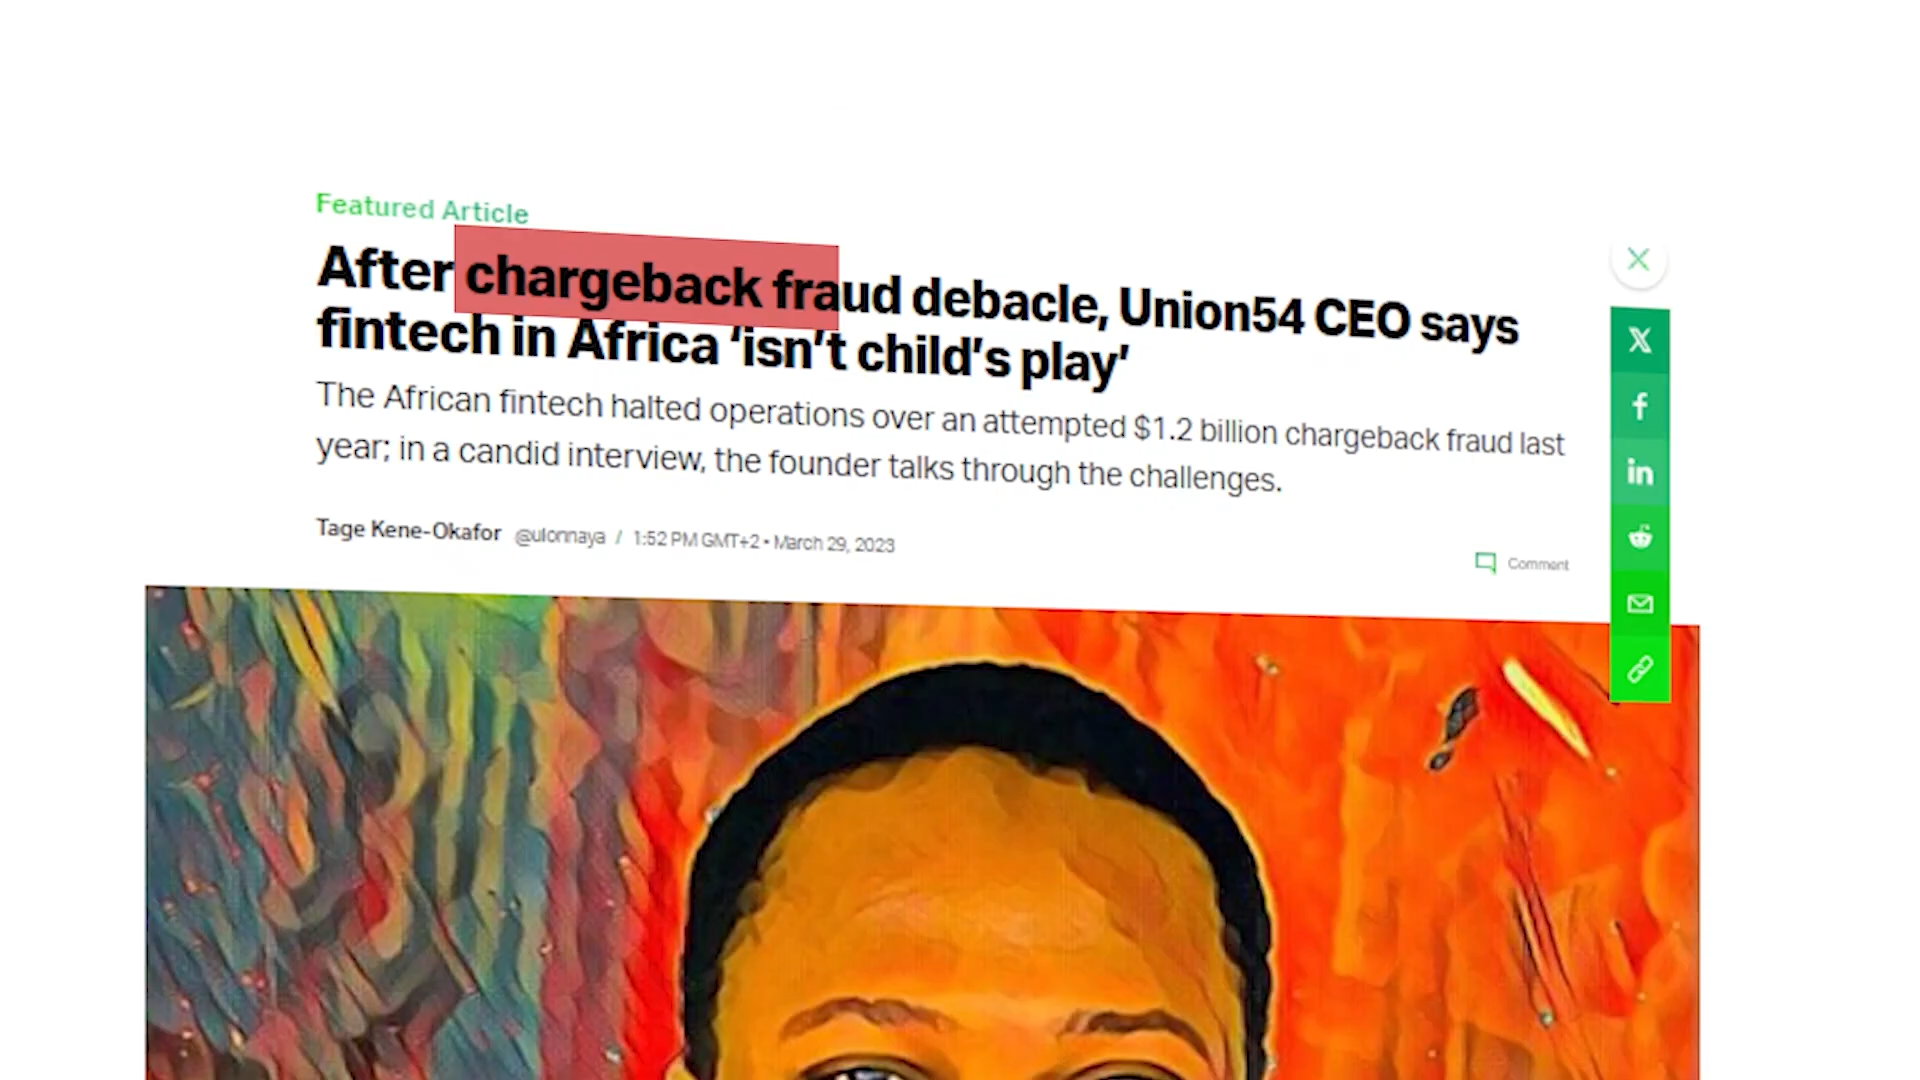 Featured Article
After chargeback fraud debacle, Union54 CEO says
fintech in Africa ‘isn’t child’s play’
The African fintech halted operations over an attempted $1.2 billion chargeback fraud last
year; in a candid interview, the founder talks through the challenges.
Tage Kene-Okafor @ulonnaya / 1:52 PM GMT+2 • March 29, 2023
Comment